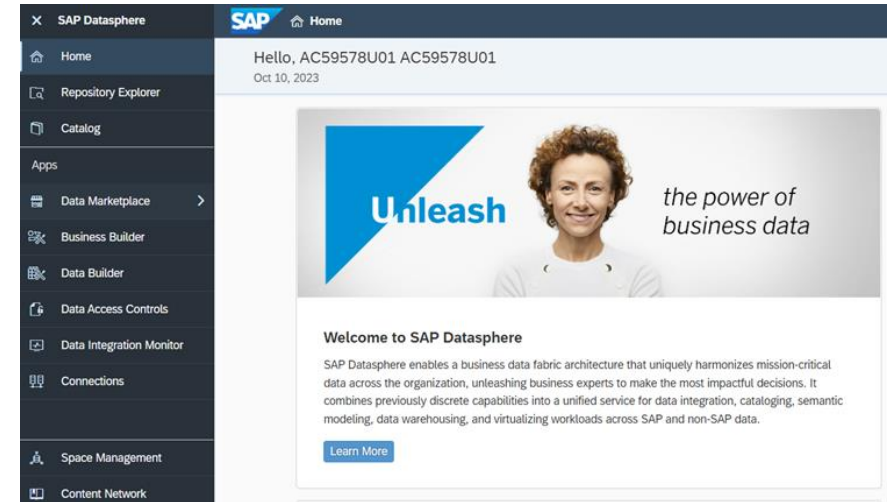 SAP Datasphere
Home
Repository Explorer
Catalog
Apps
Data Marketplace
Business Builder
Data Builder
Data Access Controls
Data Integration Monitor
Connections
Space Management
Content Network
SAP Home
Hello, AC59578U01 AC59578U01
Oct 10, 2023
Unleash
the power of
business data
Welcome to SAP Datasphere
SAP Datasphere enables a business data fabric architecture that uniquely harmonizes mission-critical
data across the organization, unleashing business experts to make the most impactful decisions. It
combines previously discrete capabilities into a unified service for data integration, cataloging, semantic
modeling, data warehousing, and virtualizing workloads across SAP and non-SAP data.
Learn More